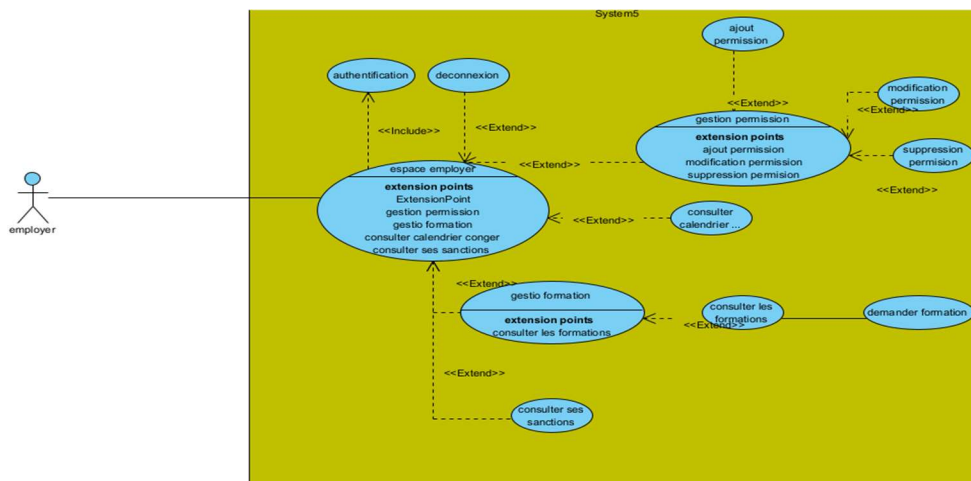 System5
ajout
permission
authentification
deconnexion
modification
permission
<<Extend>>
<<Extend>>
gestion permission
<<Include>>
<<Extend>>
extension points
ajout permission
modification permission
suppression permision
suppression
permision
<<Extend>>
<<Extend>>
espace employer
extension points
ExtensionPoint
gestion permission
gestio formation
consulter calendrier conger
consulter ses sanctions
<<Extend>>
consulter
calendrier ...
employer
<<Extend>>
gestio formation
extension points
consulter les formations
consulter les
formations
<<Extend>>
demander formation
<<Extend>>
consulter ses
sanctions